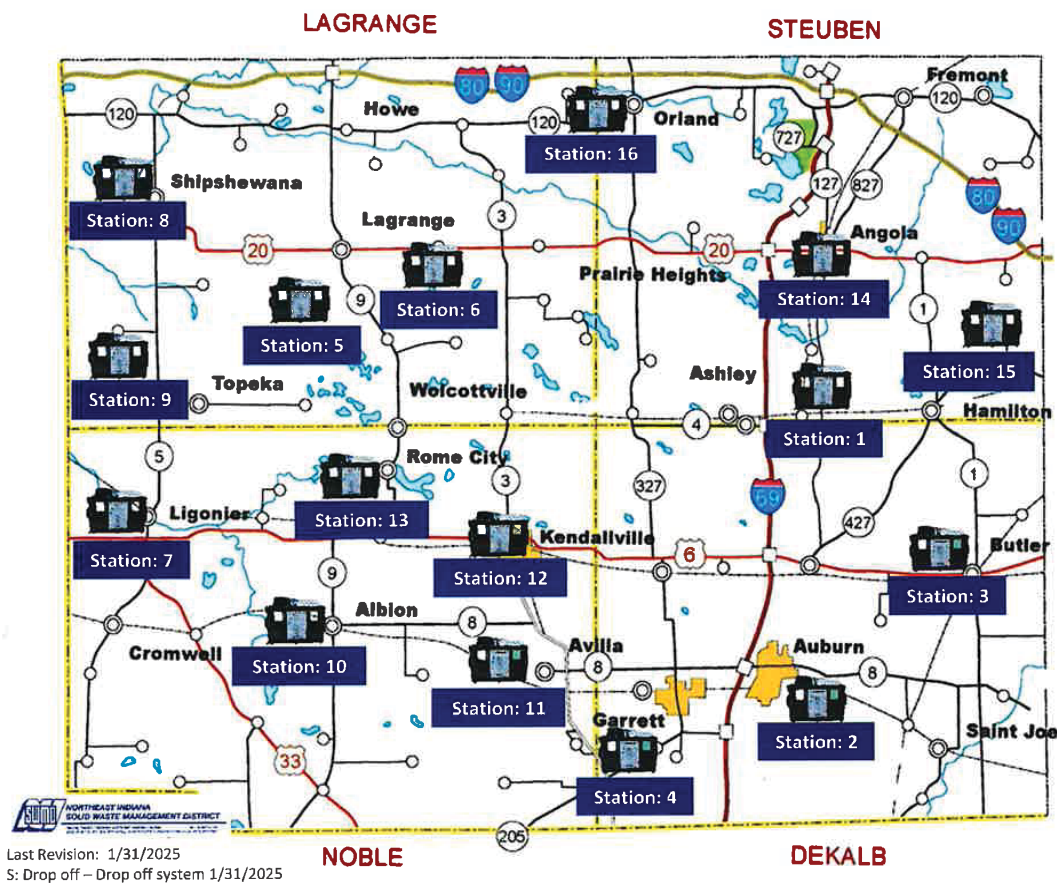 LAGRANGE
STEUBEN
80
90
Fremont
120
120
Howe
120
Orland
727
Station: 16
127
827
Shipshewana
Station: 8
80
90
3
Lagrange
Angola
20
20
Prairie Heights
9
Station: 6
Station: 14
1
Station: 5
Station: 15
Ashley
Topeka
Wolcottville
Station: 9
Hamilton
4
Station: 1
5
Rome City
3
327
69
1
Ligonier
Station: 13
427
Kendallville
6
Butler
Station: 7
Station: 12
9
Station: 3
Albion
8
Cromwell
Station: 10
Avilla
8
Auburn
8
Station: 11
Garrett
Station: 2
Saint Joe
33
Station: 4
NORTHEAST INDIANA
SOLID WASTE MANAGEMENT DISTRICT
205
Last Revision: 1/31/2025
NOBLE
DEKALB
S: Drop off – Drop off system 1/31/2025